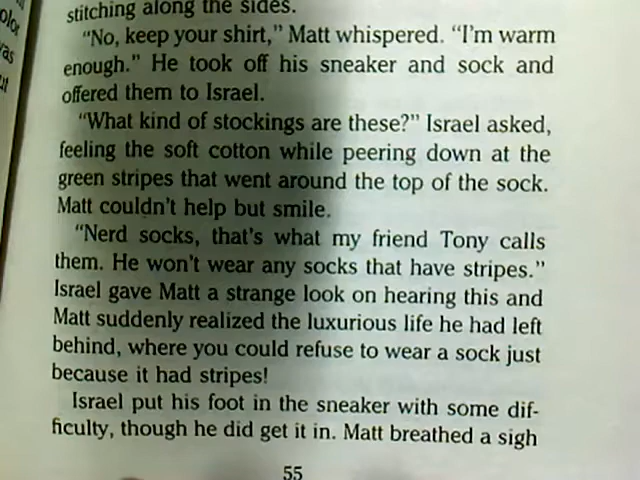 stitching along the sides.
"No, keep your shirt," Matt whispered. "I'm warm
enough." He took off his sneaker and sock and
offered them to Israel.
"What kind of stockings are these?" Israel asked,
feeling the soft cotton while peering down at the
green stripes that went around the top of the sock.
Matt couldn't help but smile.
"Nerd socks, that's what my friend Tony calls
them. He won't wear any socks that have stripes."
Israel gave Matt a strange look on hearing this and
Matt suddenly realized the luxurious life he had left
behind, where you could refuse to wear a sock just
because it had stripes!
Israel put his foot in the sneaker with some dif-
ficulty, though he did get it in. Matt breathed a sigh
55